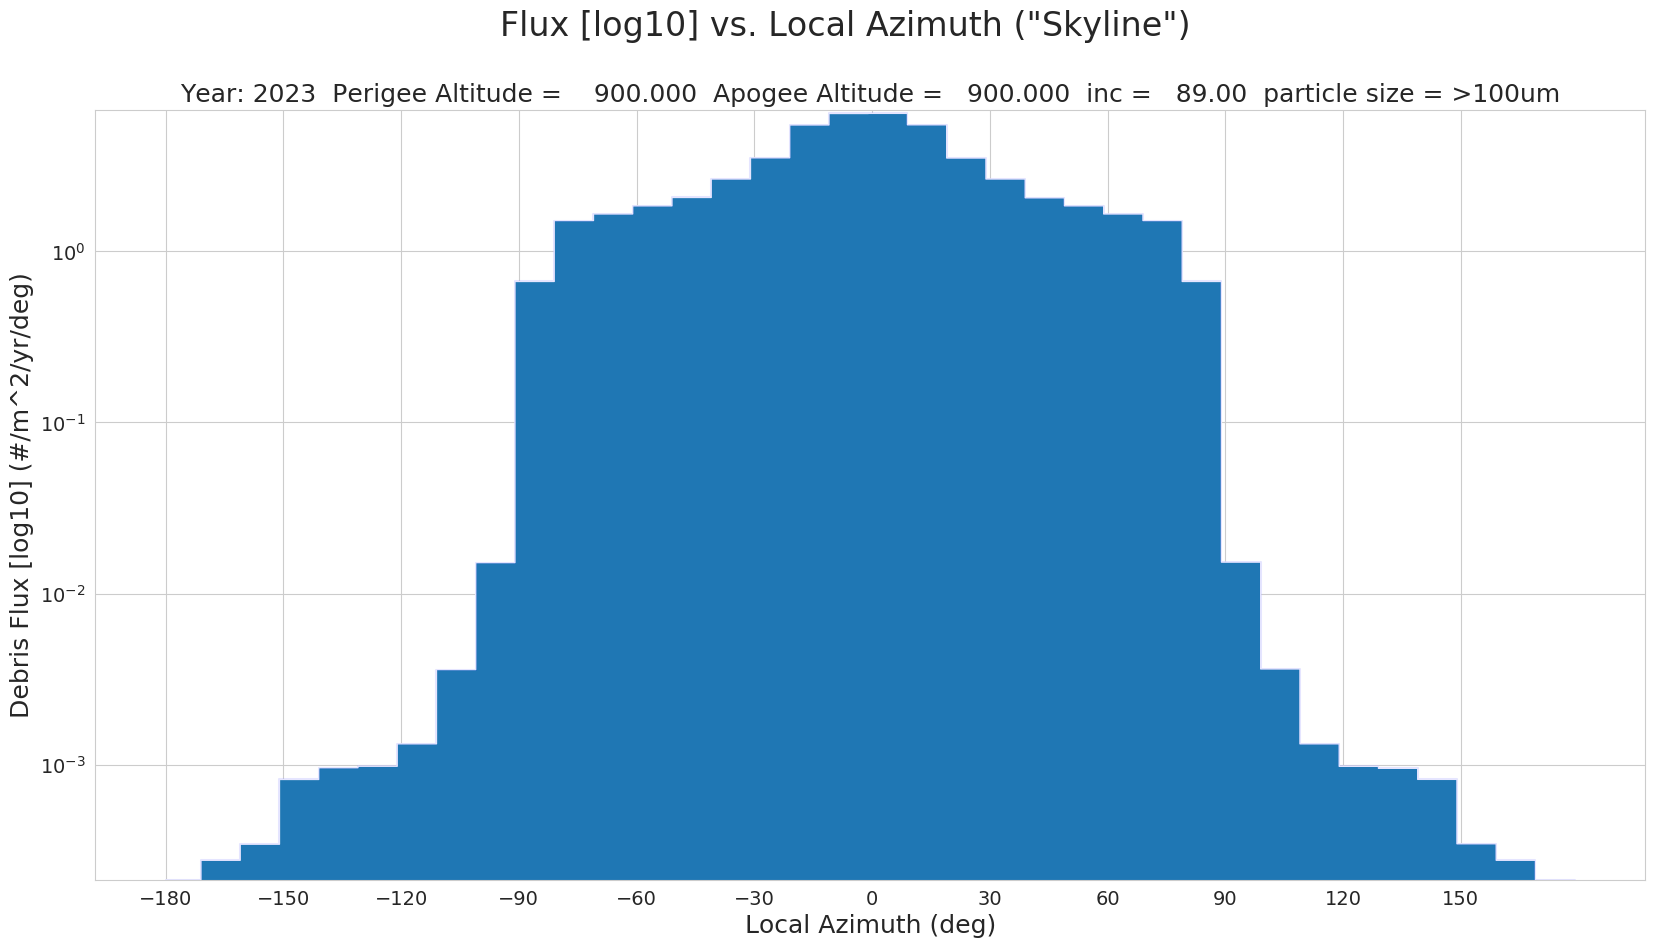 Flux [log10] vs. Local Azimuth ("Skyline")
Year: 2023  Perigee Altitude =    900.000  Apogee Altitude =   900.000  inc =   89.00  particle size = >100um
Debris Flux [log10] (#/m^2/yr/deg)
10⁰
10⁻¹
10⁻²
10⁻³
−180 −150 −120 −90 −60 −30 0 30 60 90 120 150
Local Azimuth (deg)